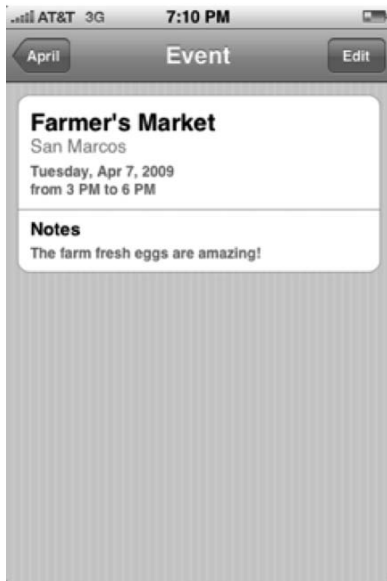 AT&T 3G 7:10 PM
April Event Edit
Farmer's Market
San Marcos
Tuesday, Apr 7, 2009
from 3 PM to 6 PM
Notes
The farm fresh eggs are amazing!